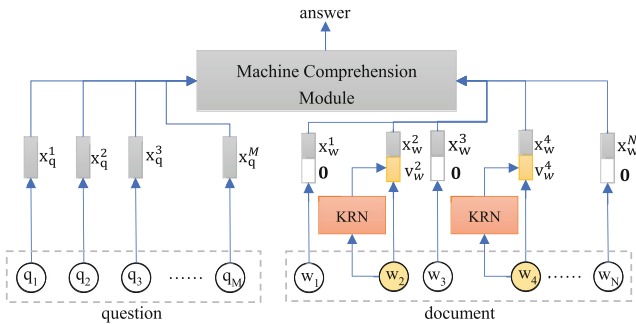 answer
Machine Comprehension
Module
x_q^1 x_q^2 x_q^3 x_q^M x_w^1 x_w^2 x_w^3 x_w^4 x_w^N
0 v_w^2 0 v_w^4 0
KRN KRN
q_1 q_2 q_3 ...... q_M w_1 w_2 w_3 w_4 ...... w_N
question document